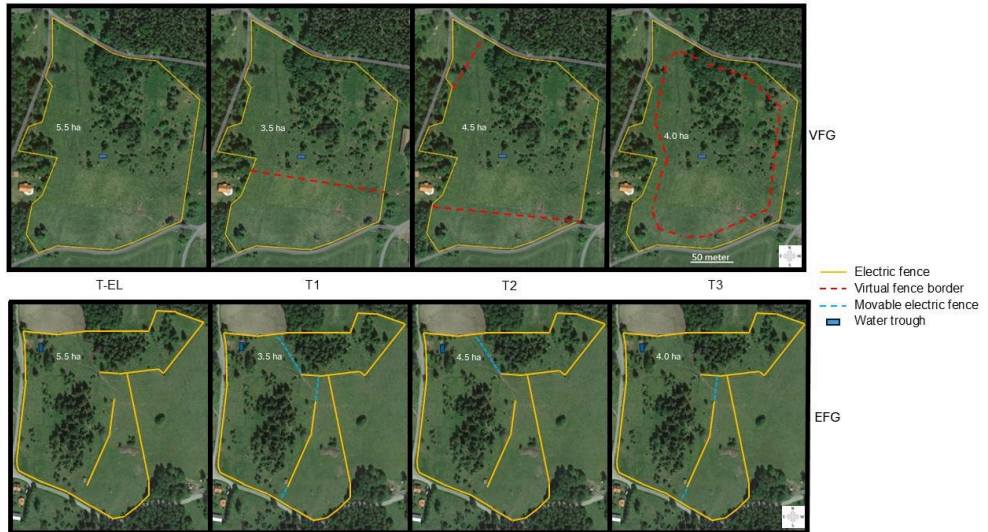 5.5 ha
3.5 ha
4.5 ha
4.0 ha
VFG
50 meter
T-EL
T1
T2
T3
Electric fence
Virtual fence border
Movable electric fence
Water trough
5.5 ha
3.5 ha
4.5 ha
4.0 ha
EFG